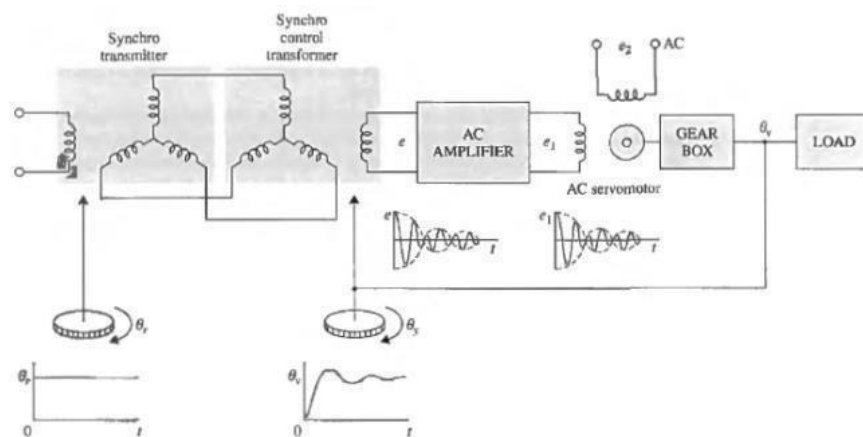 Synchro
transmitter
Synchro
control
transformer
e₂
AC
e
AC
AMPLIFIER
e₁
GEAR
BOX
θᵥ
LOAD
AC servomotor
e
t
e₁
t
θᵣ
θᵧ
θᵣ
0
t
θᵥ
0
t